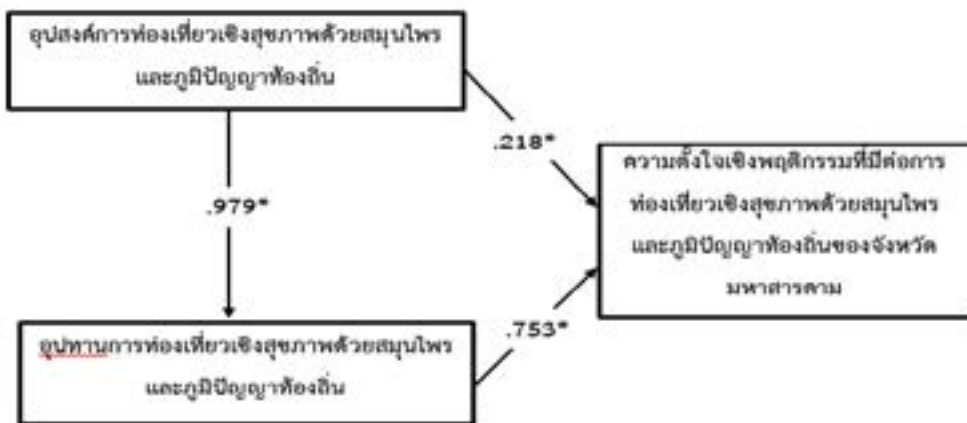 อุปสงค์การท่องเที่ยวเชิงสุขภาพด้วยสมุนไพร
และภูมิปัญญาท้องถิ่น
.218*
ความตั้งใจเชิงพฤติกรรมที่มีต่อการ
ท่องเที่ยวเชิงสุขภาพด้วยสมุนไพร
และภูมิปัญญาท้องถิ่นของจังหวัด
มหาสารคาม
.979*
.753*
อุปทานการท่องเที่ยวเชิงสุขภาพด้วยสมุนไพร
และภูมิปัญญาท้องถิ่น